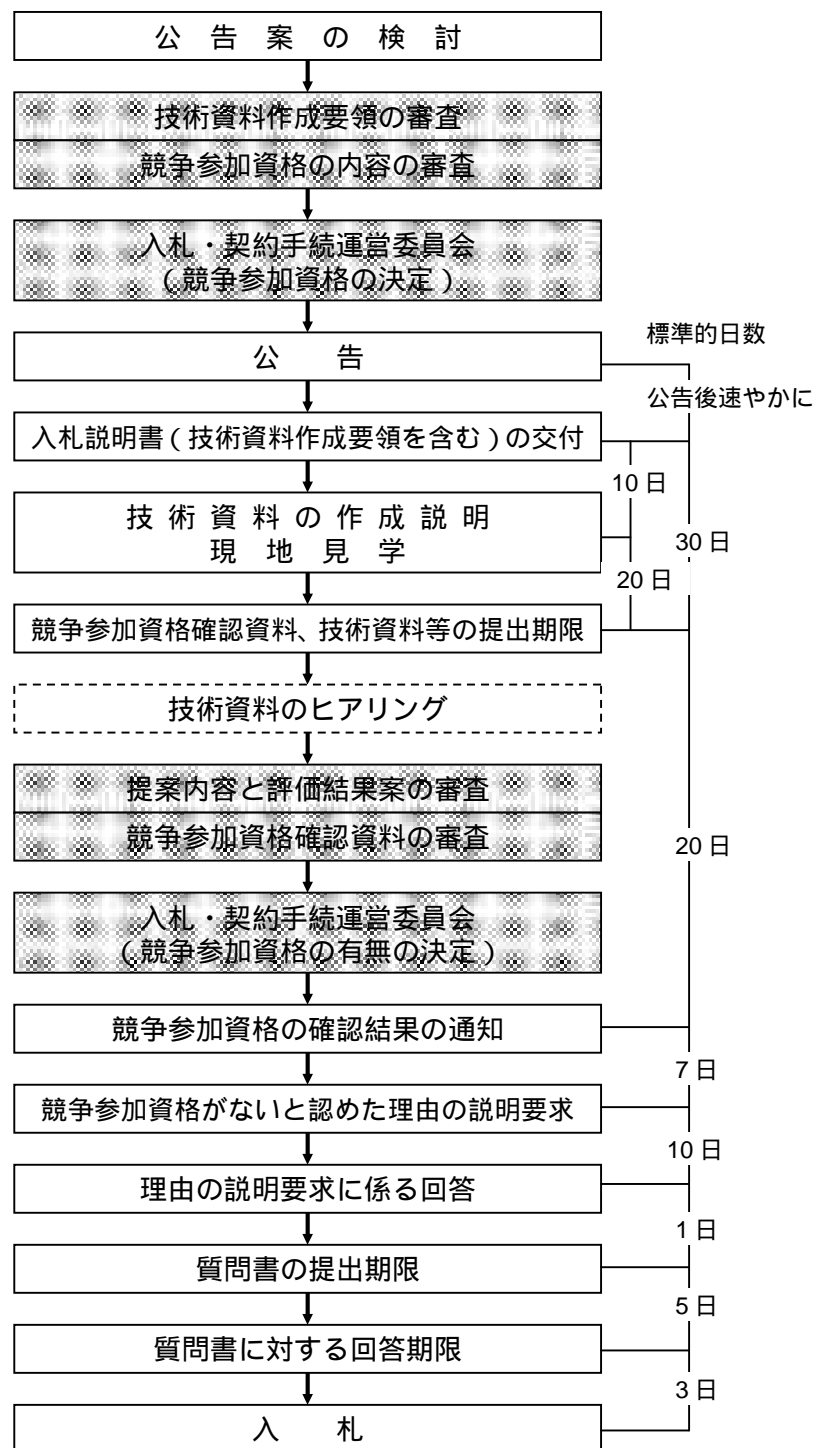 公 告 案 の 検 討
技術資料作成要領の審査
競争参加資格の内容の審査
入札・契約手続運営委員会
(競争参加資格の決定)
標準的日数
公 告
公告後速やかに
入札説明書(技術資料作成要領を含む)の交付
10 日
技 術 資 料 の 作 成 説 明
現 地 見 学
30 日
20 日
競争参加資格確認資料、技術資料等の提出期限
技術資料のヒアリング
提案内容と評価結果案の審査
競争参加資格確認資料の審査
20 日
入札・契約手続運営委員会
(競争参加資格の有無の決定)
競争参加資格の確認結果の通知
7 日
競争参加資格がないと認めた理由の説明要求
10 日
理由の説明要求に係る回答
1 日
質問書の提出期限
5 日
質問書に対する回答期限
3 日
入 札